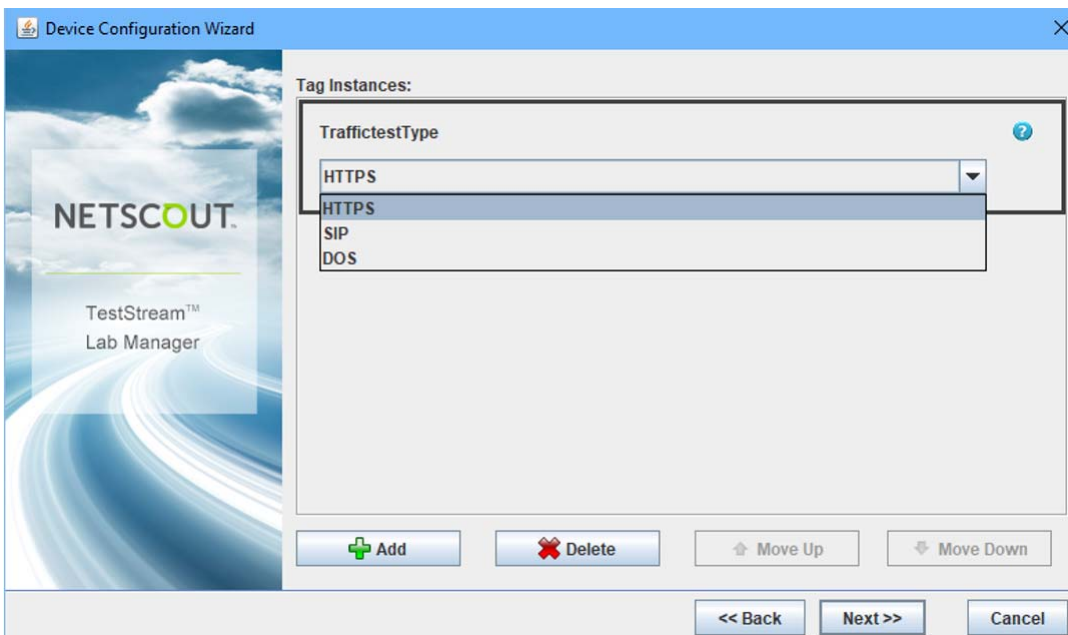 Device Configuration Wizard
NETSCOUT™
TestStream™
Lab Manager
Tag Instances:
TraffictestType
?
HTTPS
HTTPS
SIP
DOS
Add
Delete
Move Up
Move Down
<< Back
Next >>
Cancel